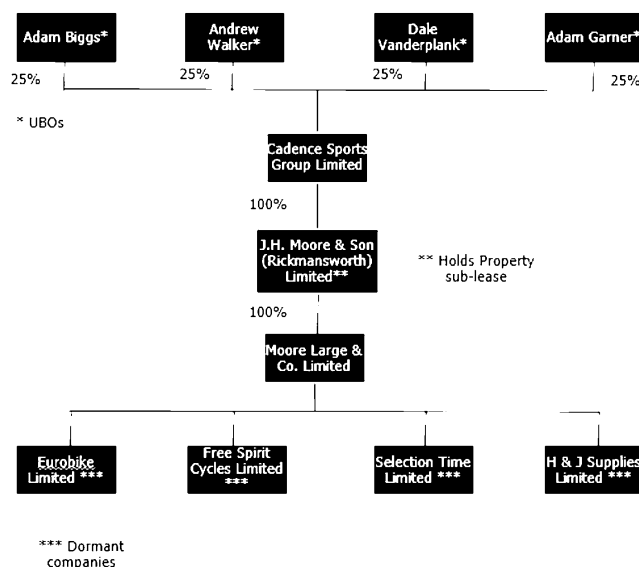 Adam Biggs*
Andrew
Walker*
Dale
Vanderplank*
Adam Garner*
25%
25%
25%
25%
* UBOs
Cadence Sports
Group Limited
100%
J.H. Moore & Son
(Rickmansworth)
Limited**
** Holds Property
sub-lease
100%
Moore Large &
Co. Limited
Eurobike
Limited ***
Free Spirit
Cycles Limited
***
Selection Time
Limited ***
H & J Supplies
Limited ***
*** Dormant
companies